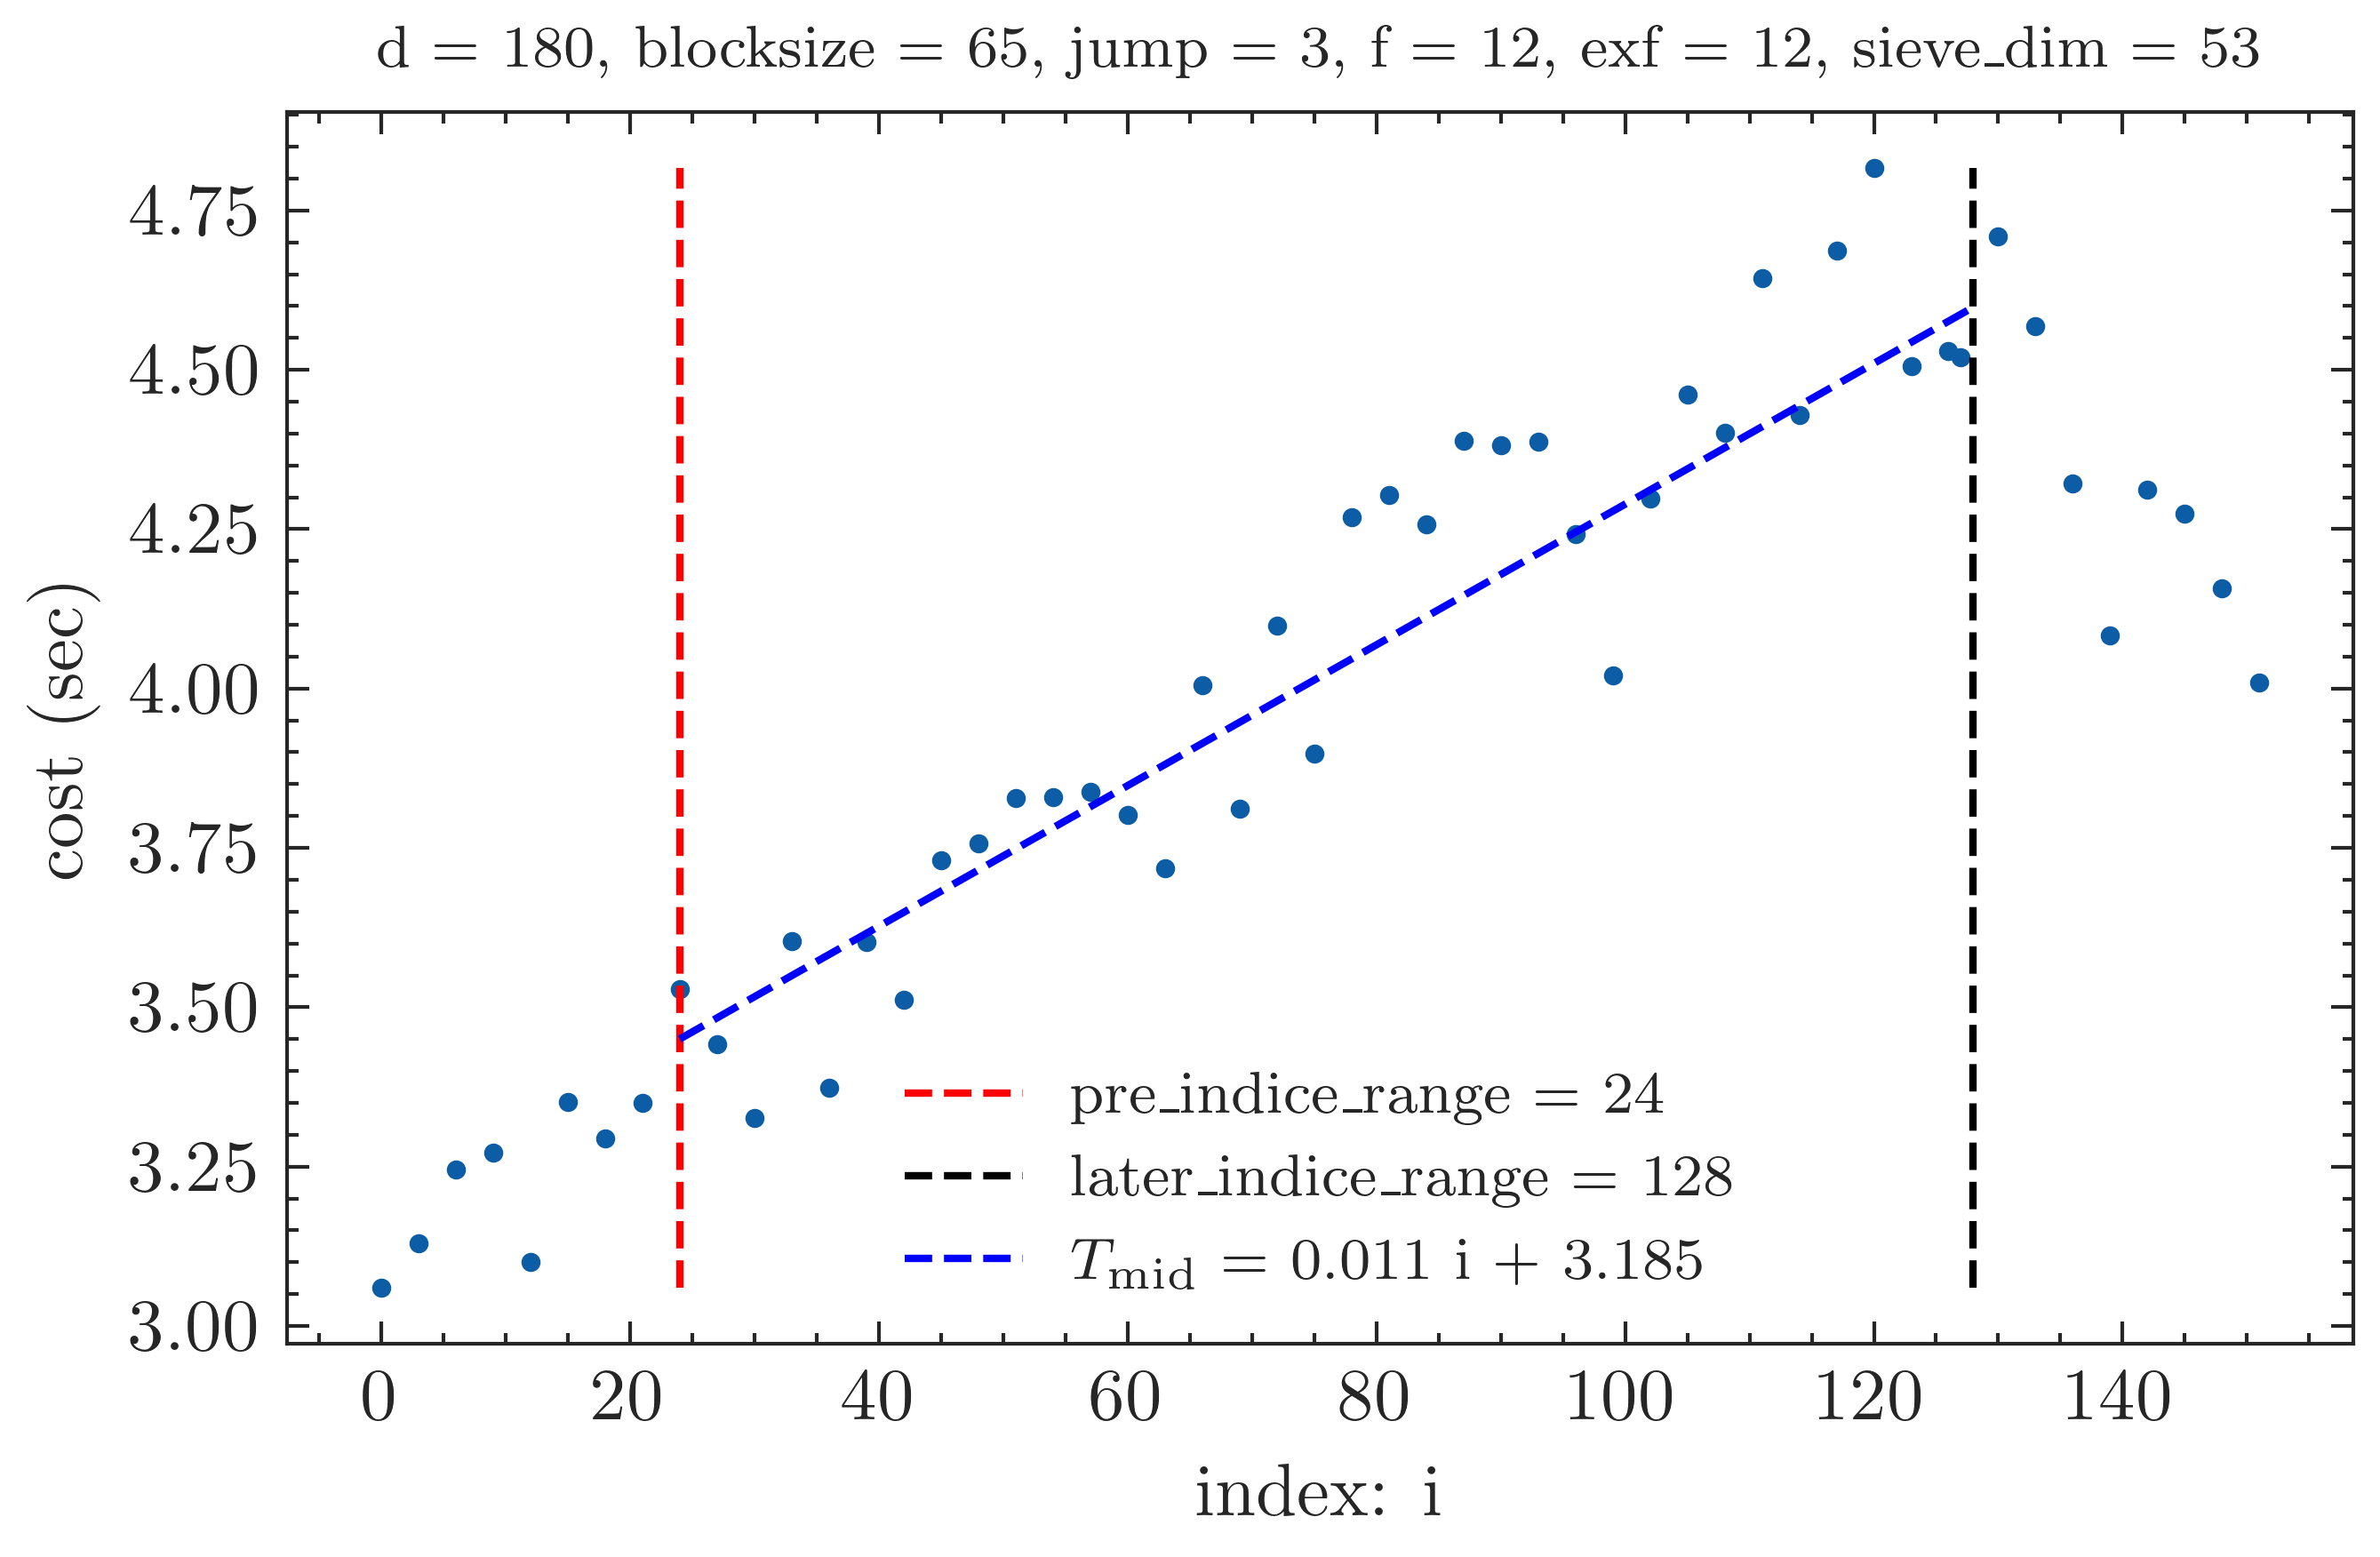 d = 180, blocksize = 65, jump = 3, f = 12, exf = 12, sieve_dim = 53
4.75
4.50
4.25
4.00
3.75
3.50
3.25
3.00
cost (sec)
pre_indice_range = 24
later_indice_range = 128
T_mid = 0.011 i + 3.185
0 20 40 60 80 100 120 140
index: i